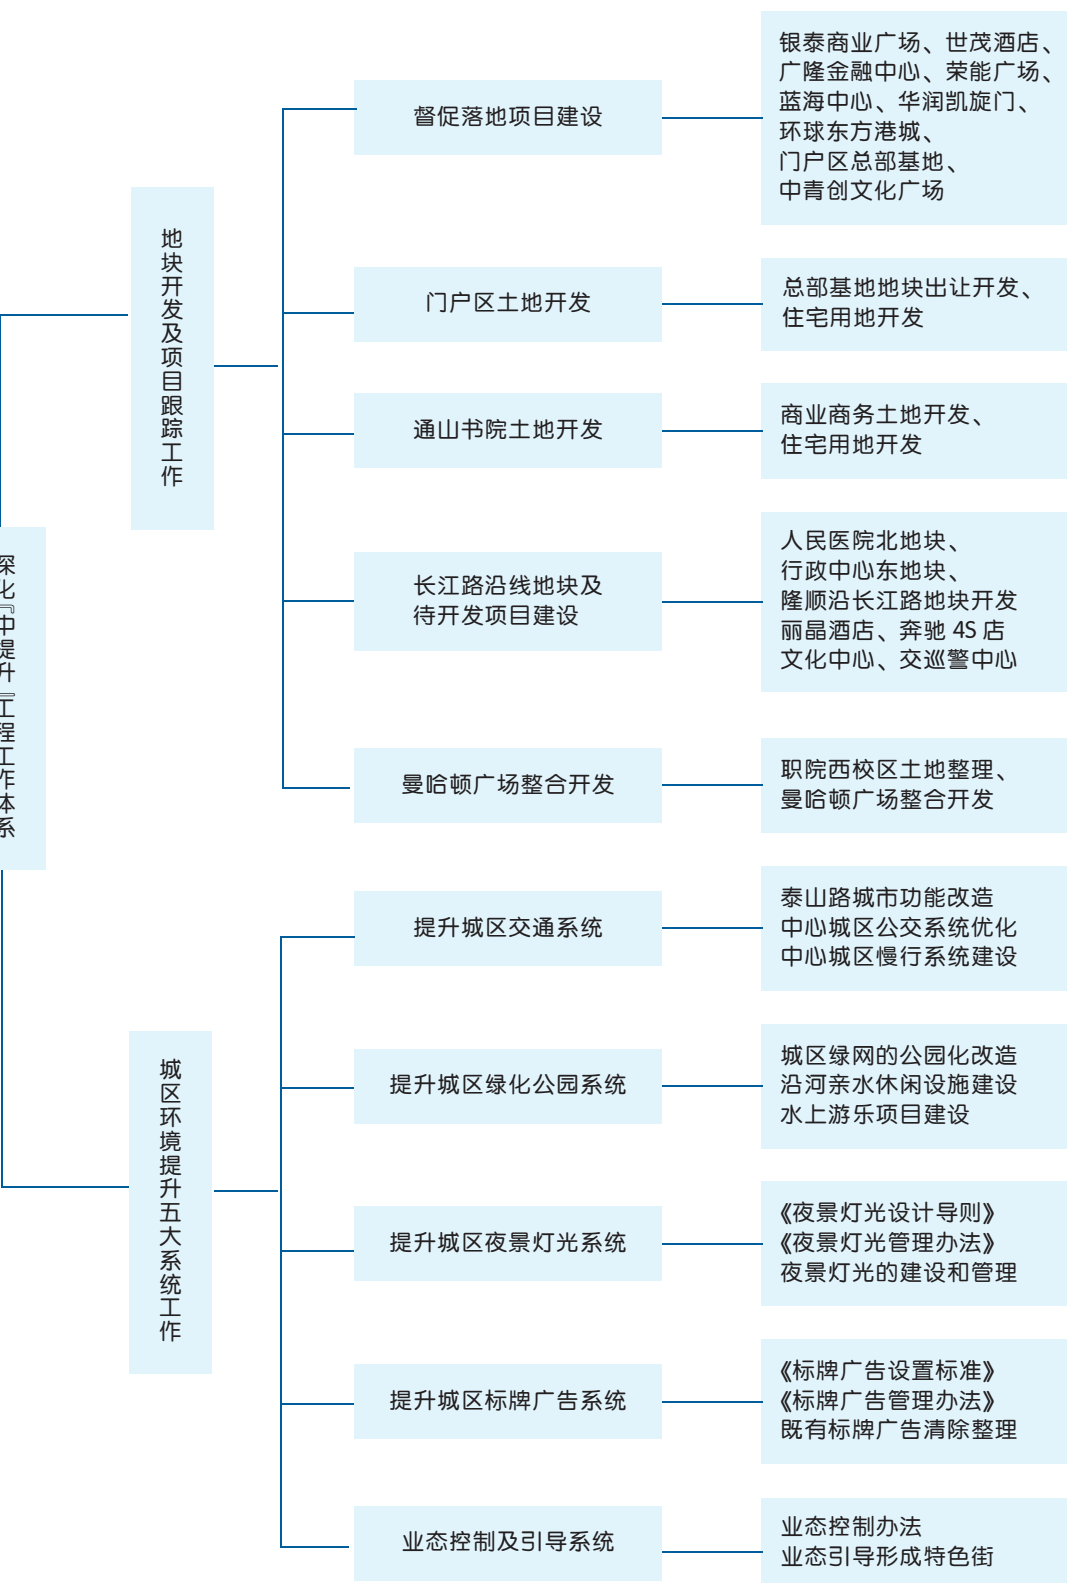 深化『中提升』工程工作体系
地块开发及项目跟踪工作
督促落地项目建设
银泰商业广场、世茂酒店、
广隆金融中心、荣能广场、
蓝海中心、华润凯旋门、
环球东方港城、
门户区总部基地、
中青创文化广场
门户区土地开发
总部基地地块出让开发、
住宅用地开发
通山书院土地开发
商业商务土地开发、
住宅用地开发
长江路沿线地块及
待开发项目建设
人民医院北地块、
行政中心东地块、
隆顺沿长江路地块开发
丽晶酒店、奔驰 4S 店
文化中心、交巡警中心
曼哈顿广场整合开发
职院西校区土地整理、
曼哈顿广场整合开发
城区环境提升五大系统工作
提升城区交通系统
泰山路城市功能改造
中心城区公交系统优化
中心城区慢行系统建设
提升城区绿化公园系统
城区绿网的公园化改造
沿河亲水休闲设施建设
水上游乐项目建设
提升城区夜景灯光系统
《夜景灯光设计导则》
《夜景灯光管理办法》
夜景灯光的建设和管理
提升城区标牌广告系统
《标牌广告设置标准》
《标牌广告管理办法》
既有标牌广告清除整理
业态控制及引导系统
业态控制办法
业态引导形成特色街